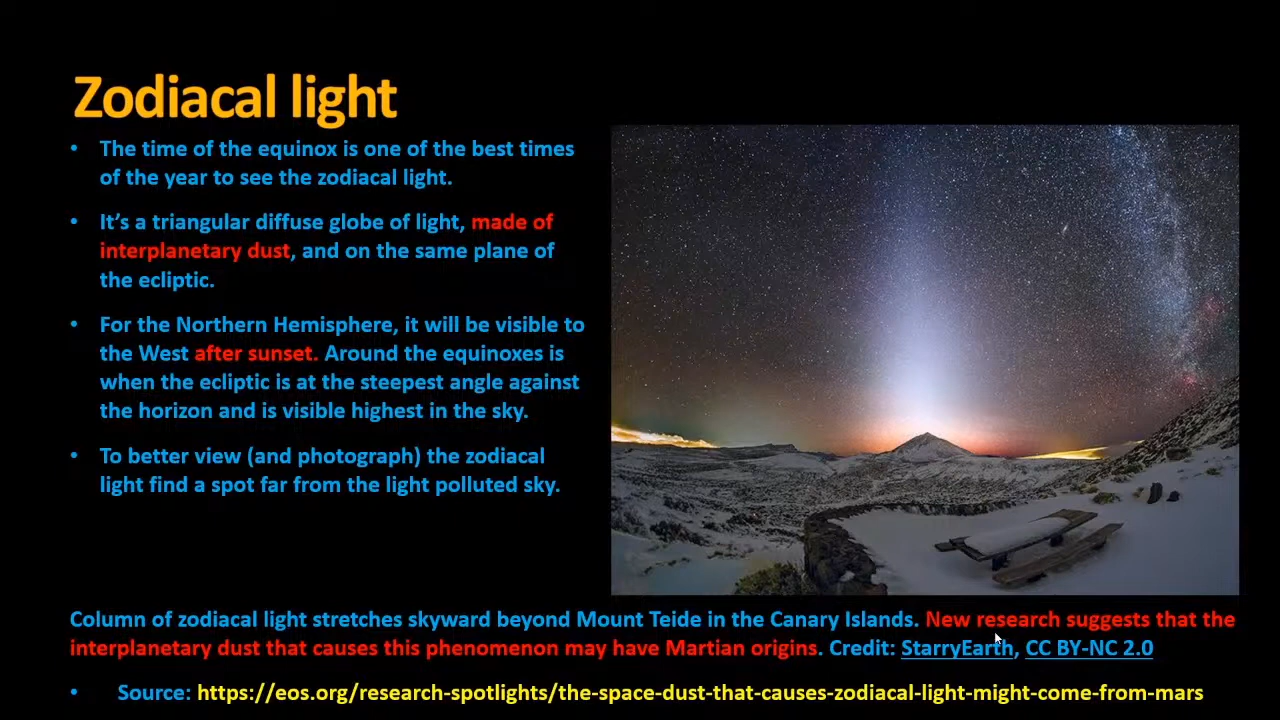 Zodiacal light
• The time of the equinox is one of the best times
of the year to see the zodiacal light.
• It’s a triangular diffuse globe of light, made of
interplanetary dust, and on the same plane of
the ecliptic.
• For the Northern Hemisphere, it will be visible to
the West after sunset. Around the equinoxes is
when the ecliptic is at the steepest angle against
the horizon and is visible highest in the sky.
• To better view (and photograph) the zodiacal
light find a spot far from the light polluted sky.
Column of zodiacal light stretches skyward beyond Mount Teide in the Canary Islands. New research suggests that the
interplanetary dust that causes this phenomenon may have Martian origins. Credit: StarryEarth, CC BY-NC 2.0
• Source: https://eos.org/research-spotlights/the-space-dust-that-causes-zodiacal-light-might-come-from-mars